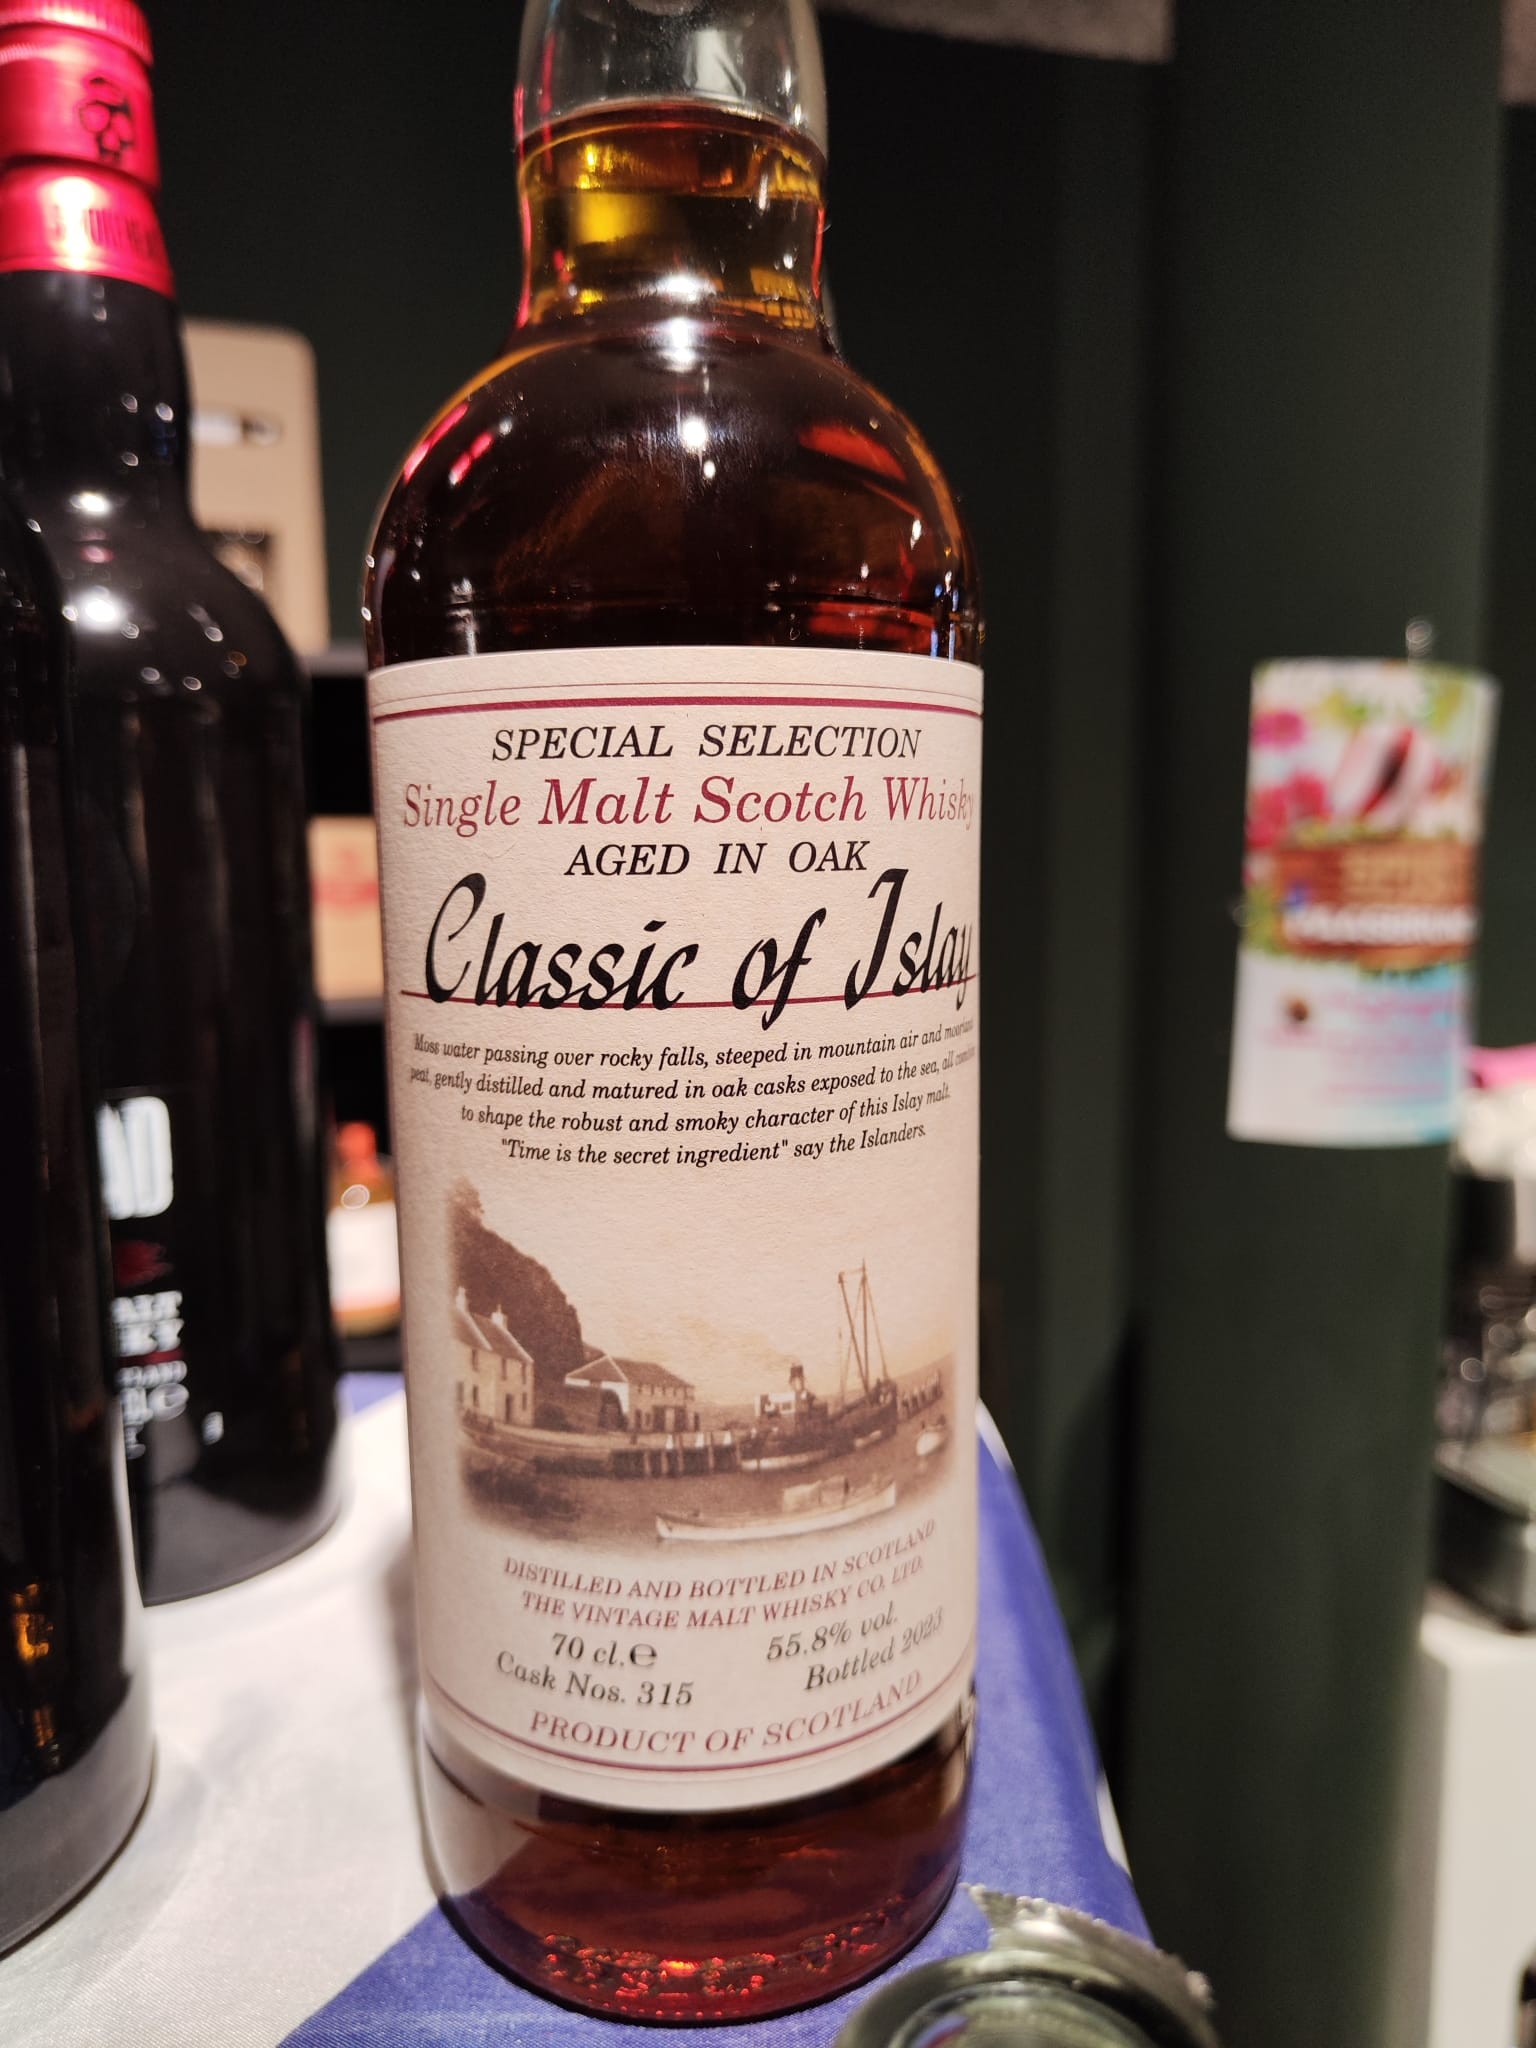 SPECIAL SELECTION
Single Malt Scotch Whisky
AGED IN OAK
Classic of Islay
Moss water passing over rocky falls, steeped in mountain air and
peat, gently distilled and matured in oak casks exposed to the sea, all
to shape the robust and smoky character of this Islay malt.
"Time is the secret ingredient" say the Islanders.
DISTILLED AND BOTTLED IN SCOTLAND
THE VINTAGE MALT WHISKY CO. LTD.
70 cl.℮
55.8% vol.
Cask Nos. 315
Bottled 2023
PRODUCT OF SCOTLAND